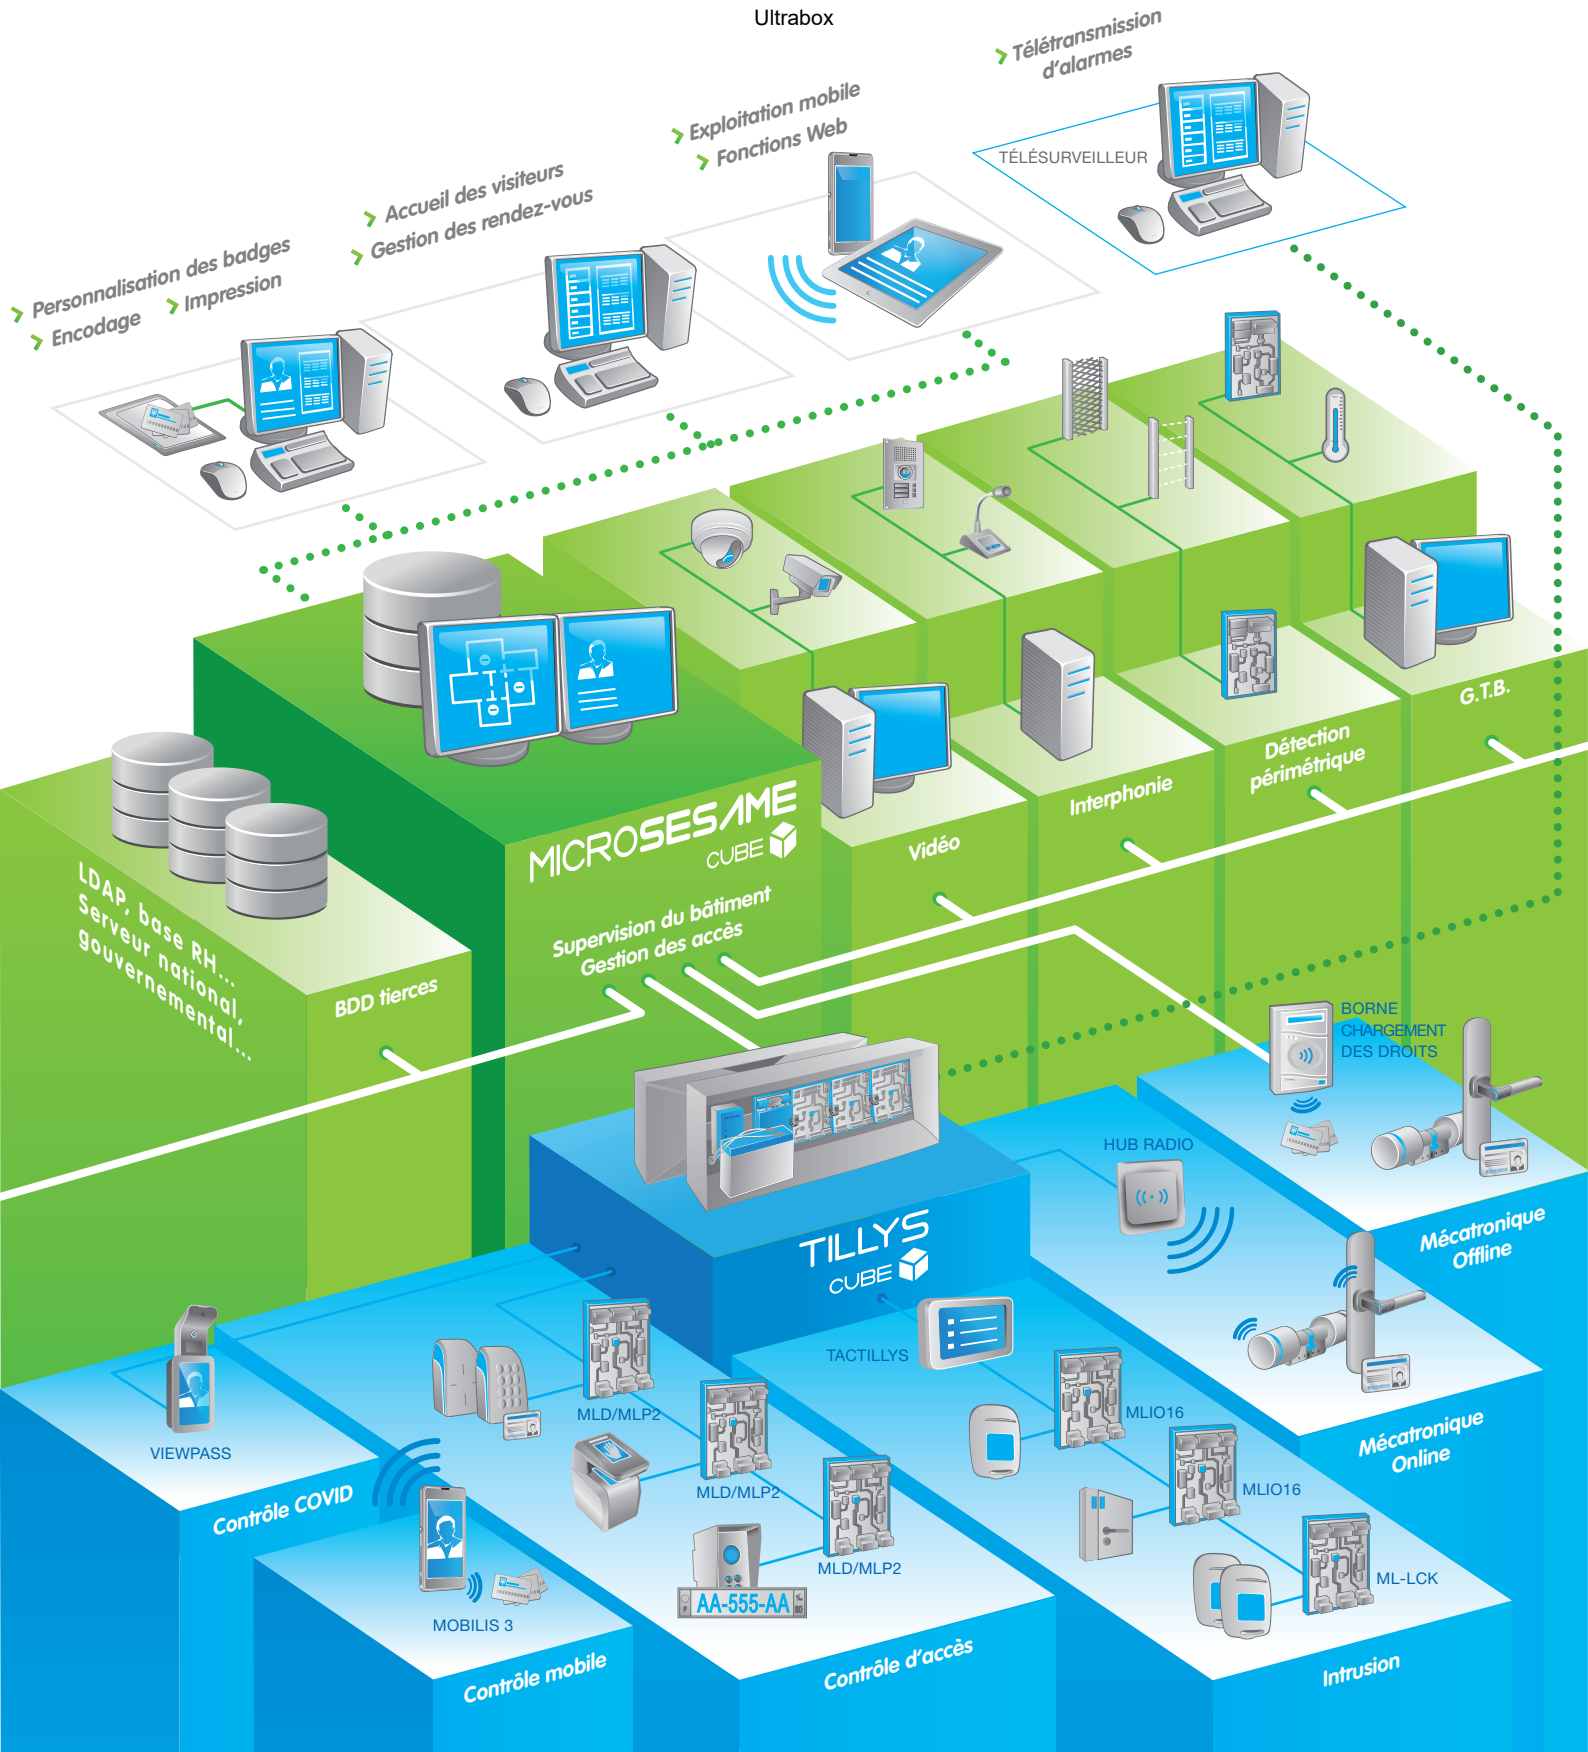 Ultrabox
Télétransmission
d'alarmes
Exploitation mobile
Fonctions Web
TÉLÉSURVEILLEUR
Accueil des visiteurs
Gestion des rendez-vous
Personnalisation des badges
Encodage
Impression
G.T.B.
Détection
périmétrique
Interphonie
Vidéo
MICROSESAME
CUBE
Supervision du bâtiment
Gestion des accès
LDAP, base RH...
Serveur national,
gouvernemental...
BDD tierces
BORNE
CHARGEMENT
DES DROITS
HUB RADIO
Mécatronique
Offline
TILLYS
CUBE
TACTILLYS
MLD/MLP2
MLIO16
VIEWPASS
Mécatronique
Online
MLD/MLP2
MLIO16
Contrôle COVID
MLD/MLP2
ML-LCK
AA-555-AA
MOBILIS 3
Contrôle mobile
Contrôle d'accès
Intrusion